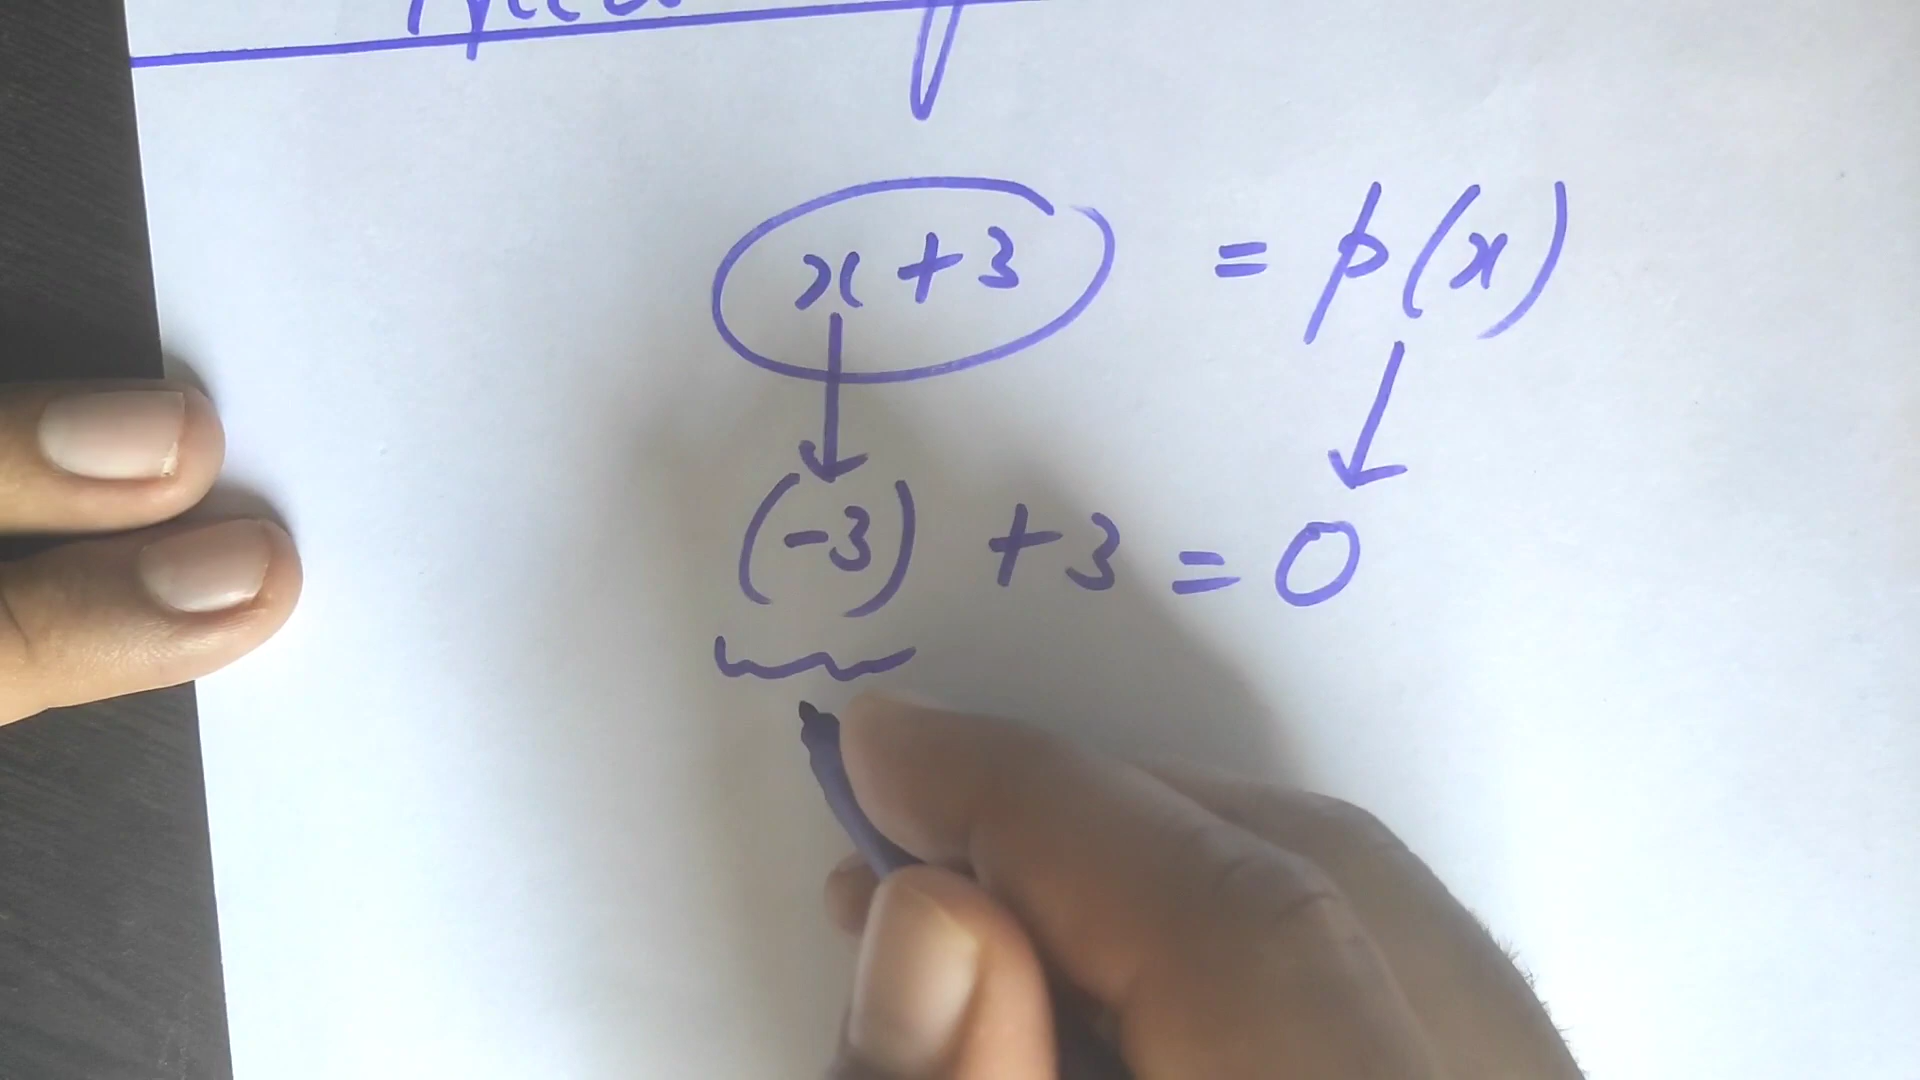 x + 3 = p(x)
(-3) + 3 = 0